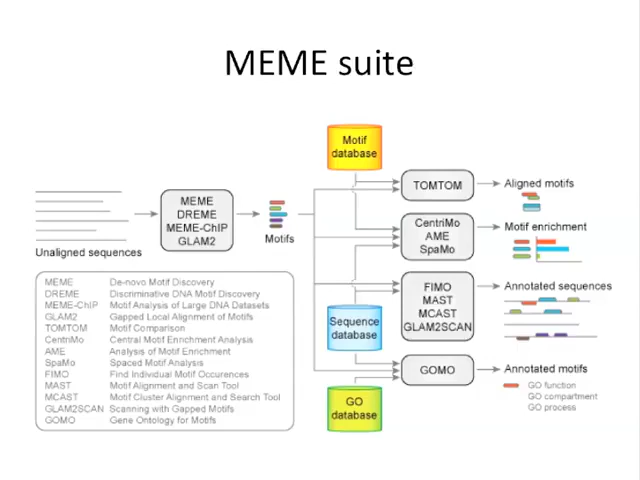 MEME suite
Motif
database
MEME
DREME
MEME-ChIP
GLAM2
Unaligned sequences
Motifs
TOMTOM
Aligned motifs
CentriMo
AME
SpaMo
Motif enrichment
FIMO
MAST
MCAST
GLAM2SCAN
Annotated sequences
Sequence
database
GOMO
Annotated motifs
GO function
GO compartment
GO process
GO
database
MEME De-novo Motif Discovery
DREME Discriminative DNA Motif Discovery
MEME-ChIP Motif Analysis of Large DNA Datasets
GLAM2 Gapped Local Alignment of Motifs
TOMTOM Motif Comparison
CentriMo Central Motif Enrichment Analysis
AME Analysis of Motif Enrichment
SpaMo Spaced Motif Analysis
FIMO Find Individual Motif Occurences
MAST Motif Alignment and Scan Tool
MCAST Motif Cluster Alignment and Search Tool
GLAM2SCAN Scanning with Gapped Motifs
GOMO Gene Ontology for Motifs